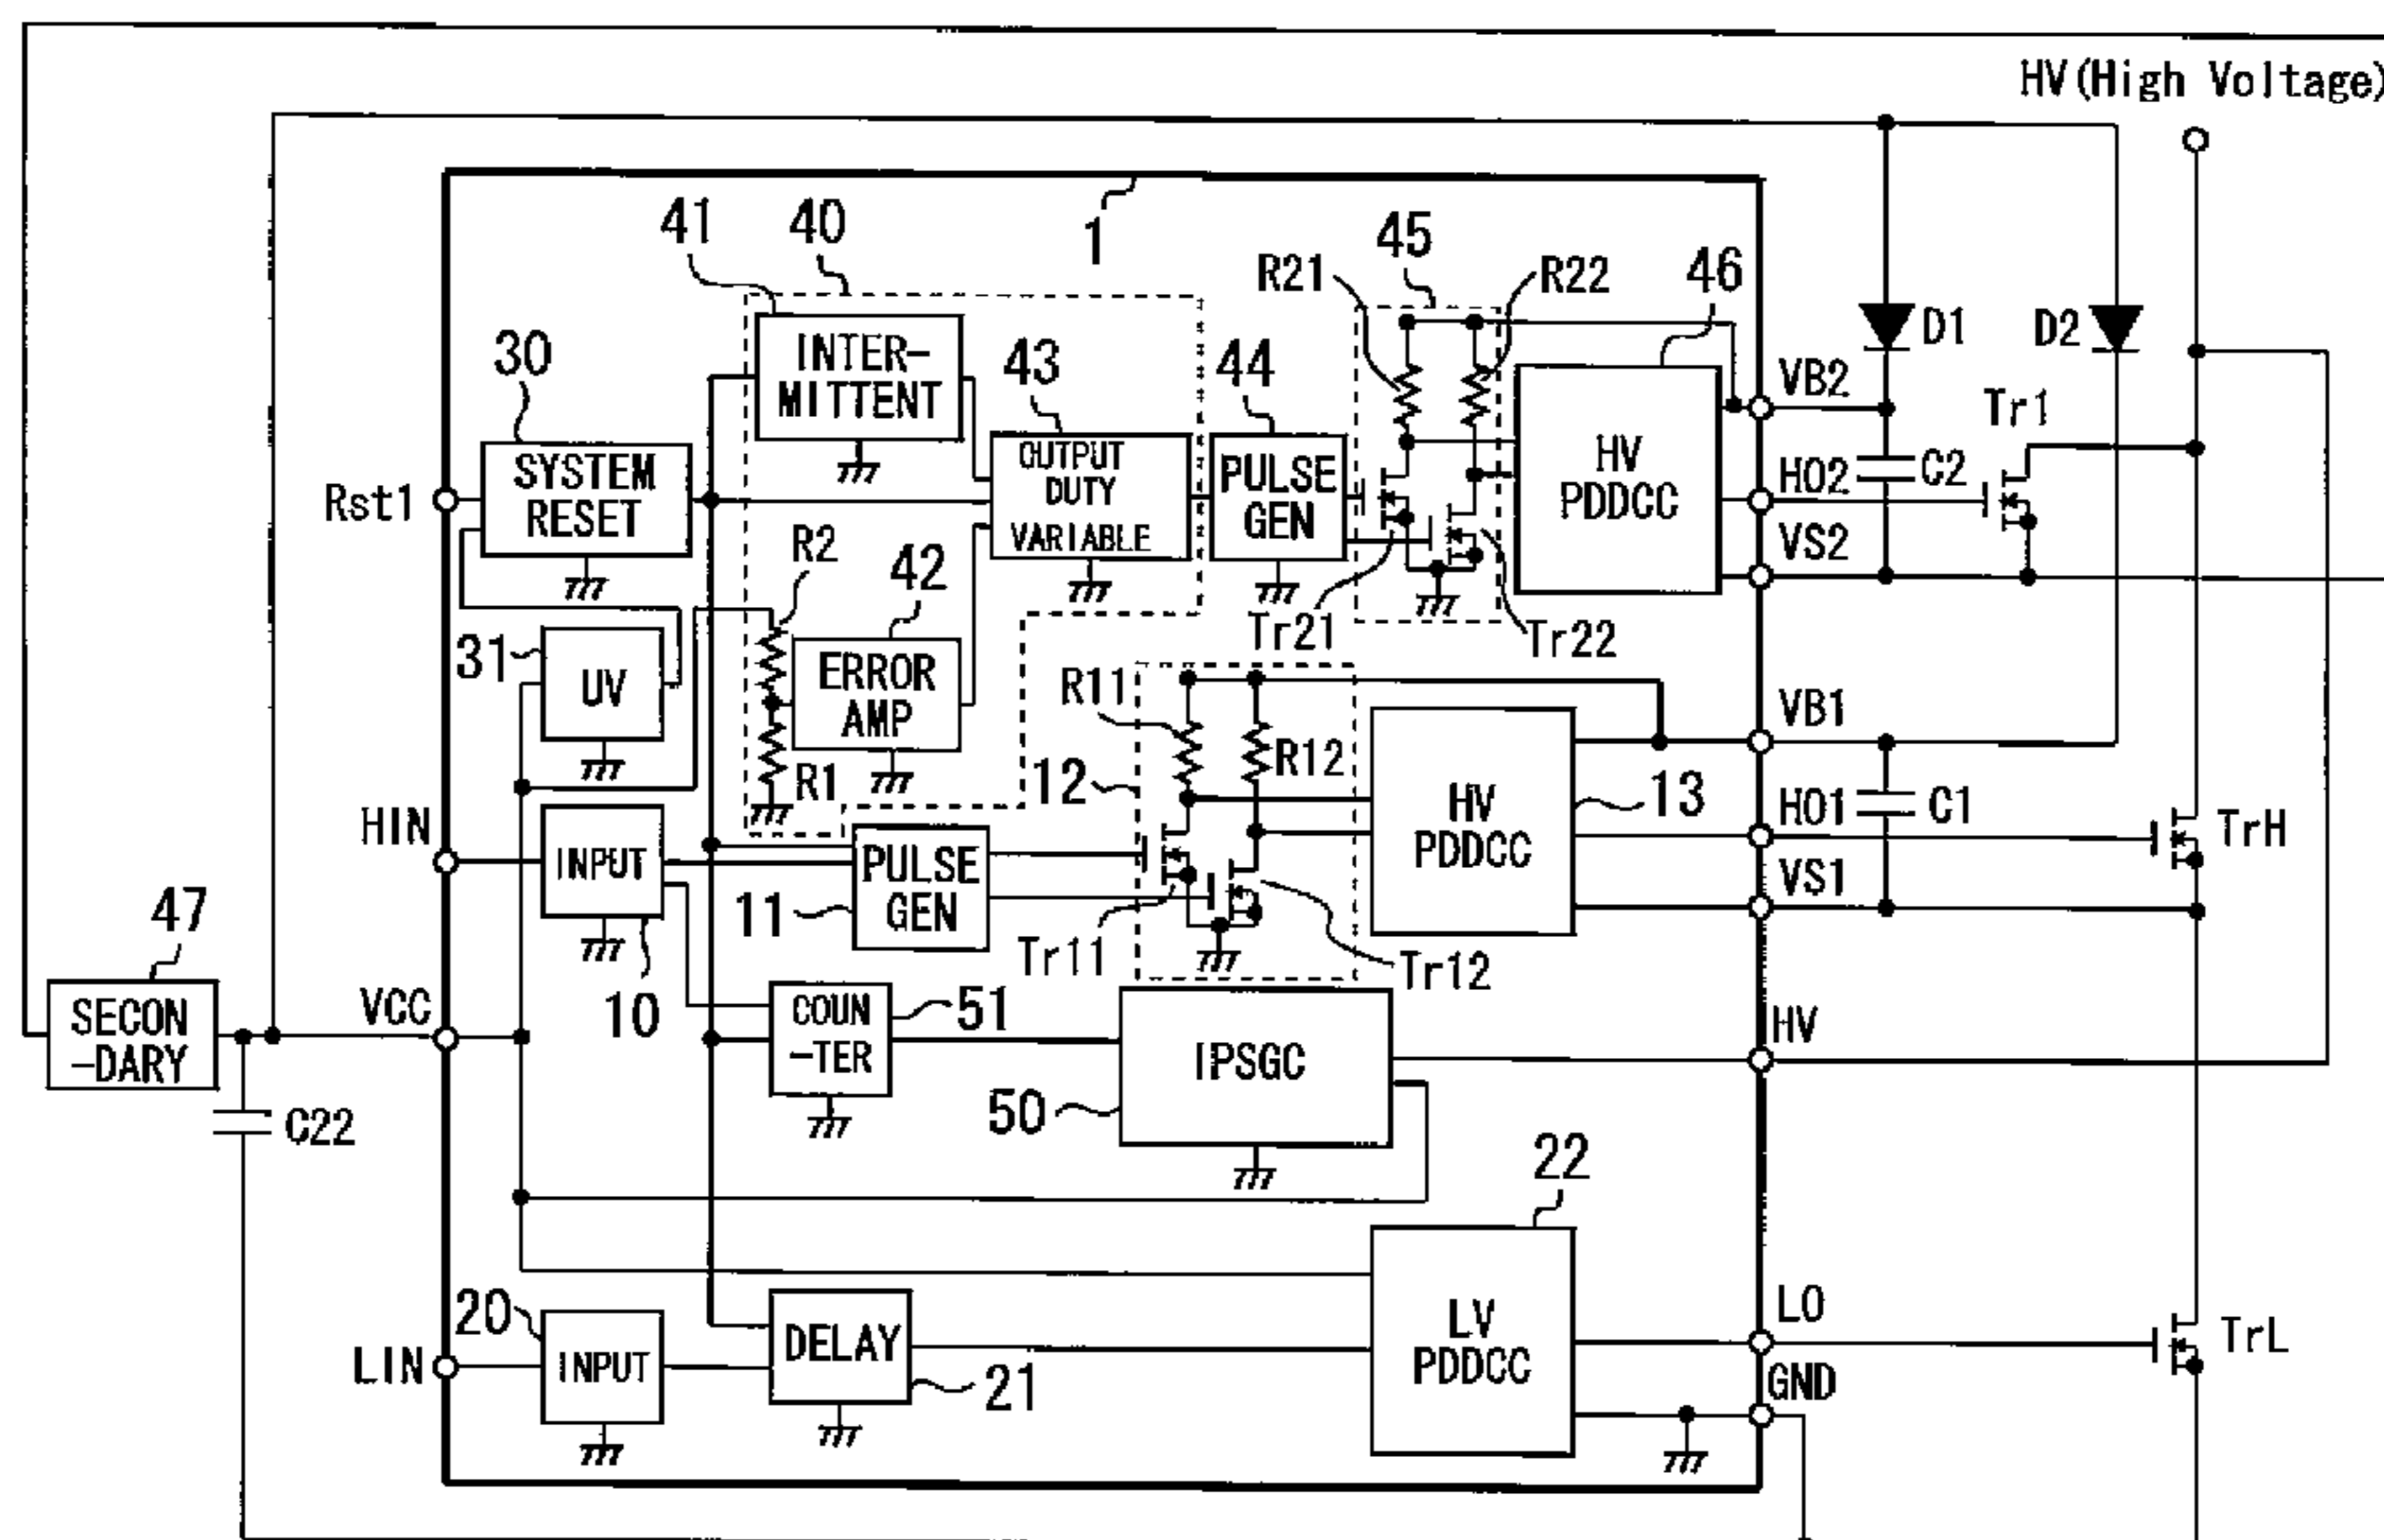 HV(High Voltage)
1
41
40
45
R21
R22
46
D1
D2
INTER-
MITTENT
30
43
44
VB2
Tr1
SYSTEM
RESET
OUTPUT
DUTY
VARIABLE
PULSE
GEN
HV
PDDCC
HO2
C2
Rst1
R2
42
VS2
Tr21
Tr22
31
UV
ERROR
AMP
R11
VB1
R1
12
R12
13
HIN
INPUT
HV
PDDCC
HO1
C1
TrH
PULSE
GEN
VS1
47
11
Tr11
Tr12
SECON
-DARY
VCC
10
COUN
-TER
51
IPSGC
HV
50
C22
22
20
LO
DELAY
LV
PDDCC
TrL
LIN
INPUT
21
GND